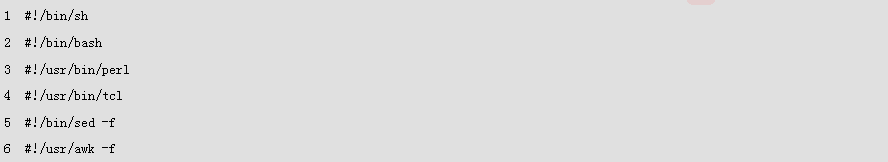 1 #!/bin/sh
2 #!/bin/bash
3 #!/usr/bin/perl
4 #!/usr/bin/tcl
5 #!/bin/sed -f
6 #!/usr/awk -f